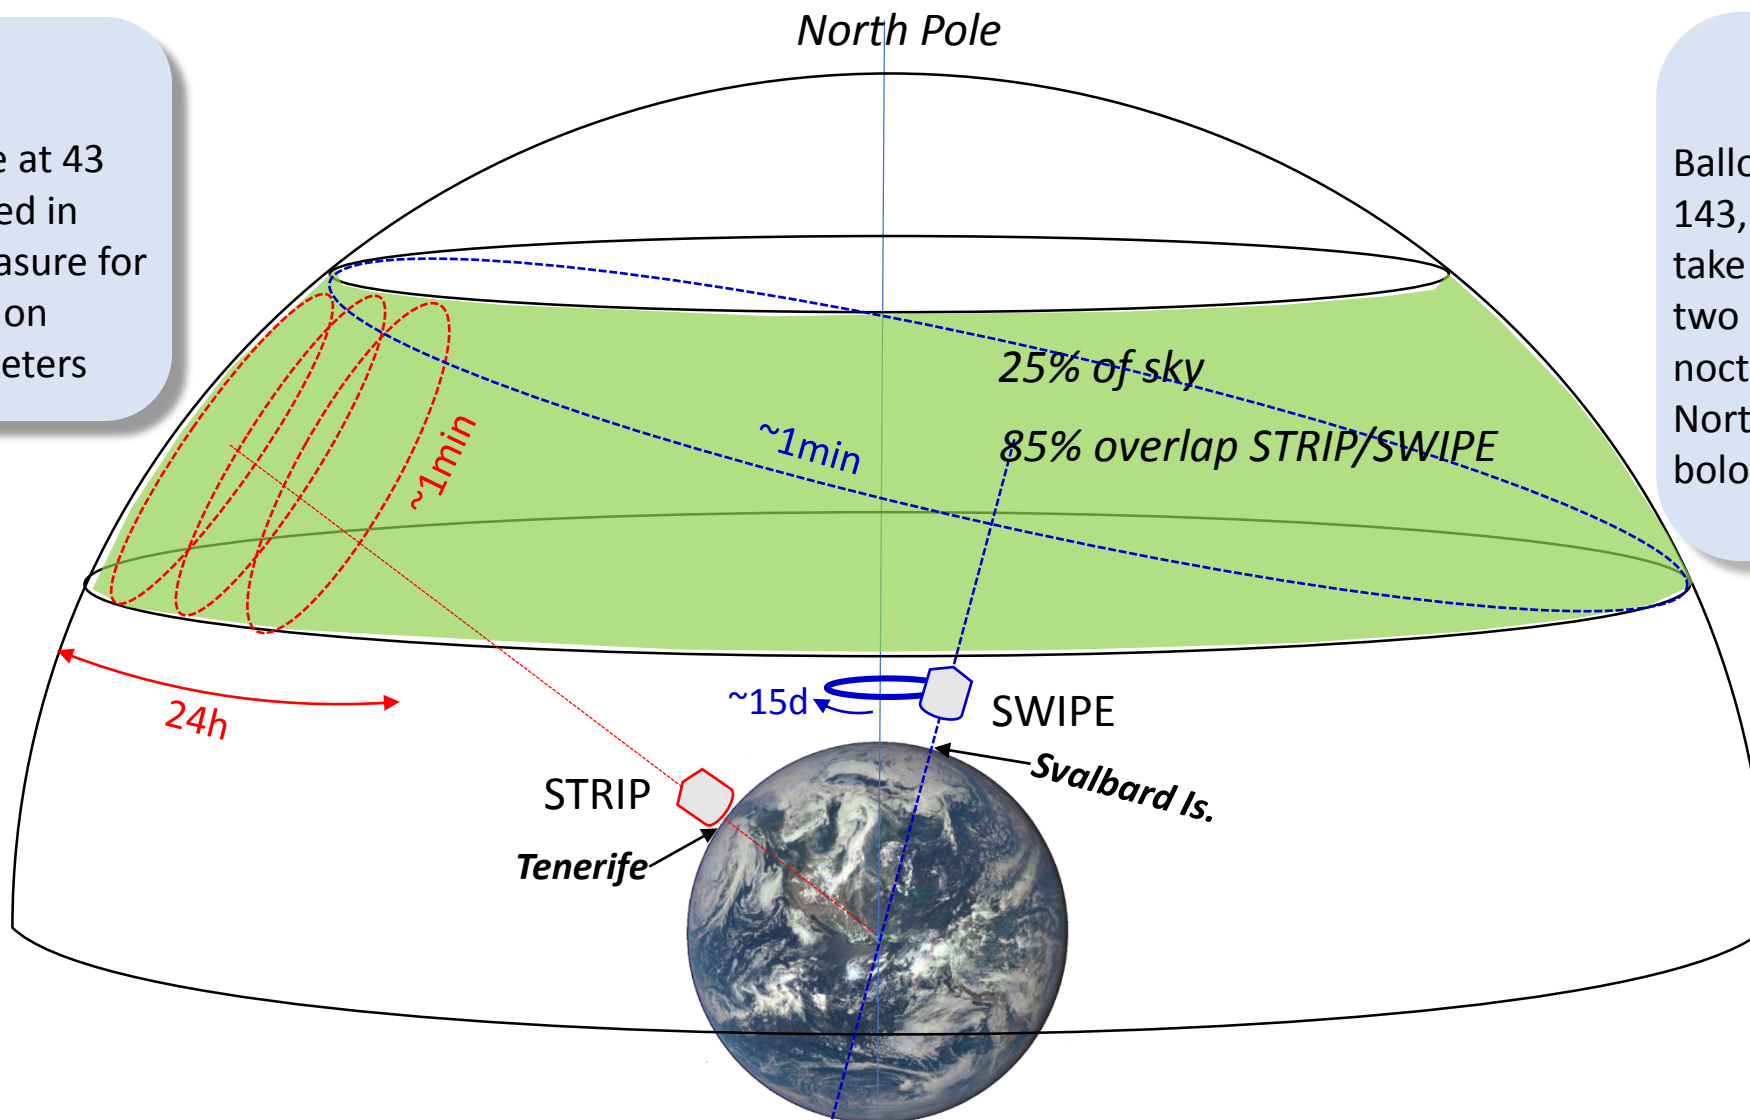 North Pole
e at 43
ed in
asure for
on
eters
Ballo
143,
take
two
noct
Nort
bolo
25% of sky
85% overlap STRIP/SWIPE
~1min
~1min
24h
~15d
SWIPE
Svalbard Is.
STRIP
Tenerife